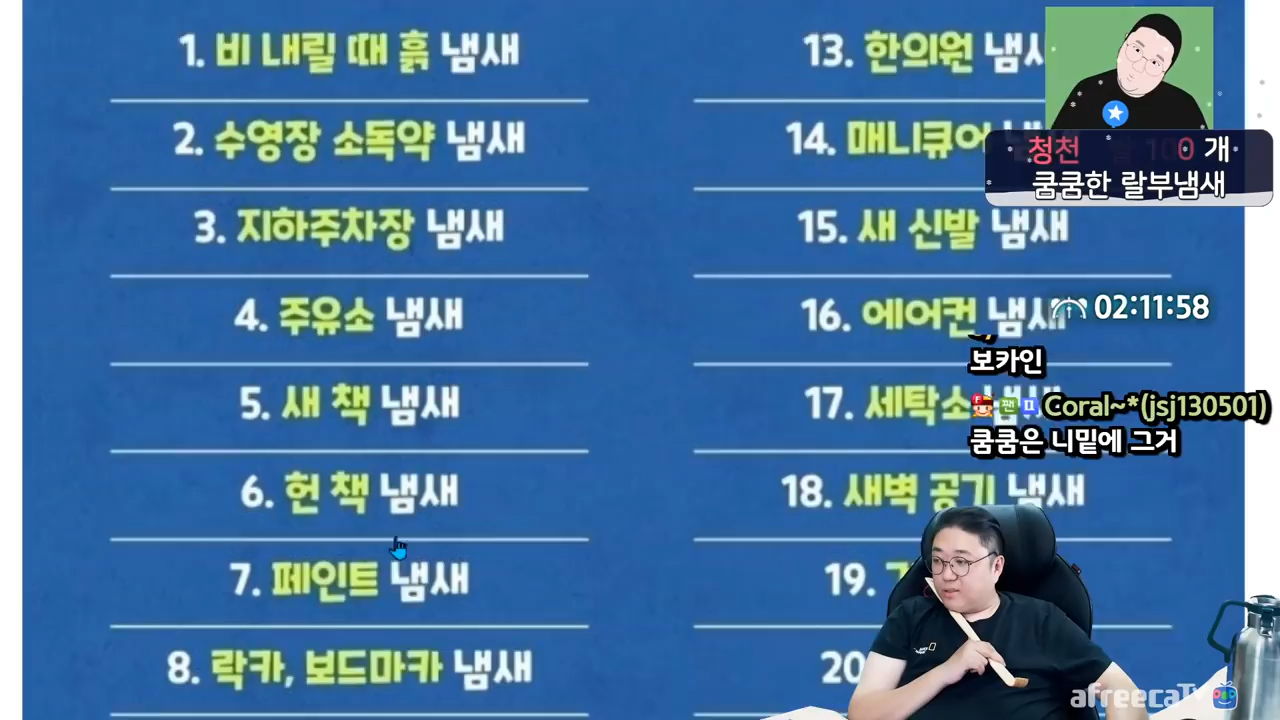 1. 비 내릴 때 흙 냄새
2. 수영장 소독약 냄새
3. 지하주차장 냄새
4. 주유소 냄새
5. 새 책 냄새
6. 헌 책 냄새
7. 페인트 냄새
8. 락카, 보드마카 냄새
13. 한의원 냄새
14. 매니큐어
15. 새 신발 냄새
16. 에어컨 냄새
17. 세탁소 냄새
18. 새벽 공기 냄새
19.
20
청천 100 개
쿰쿰한 랄부냄새
02:11:58
보카인
Coral~*(jsj130501)
쿰쿰은 니밑에 그거
afreecaTV